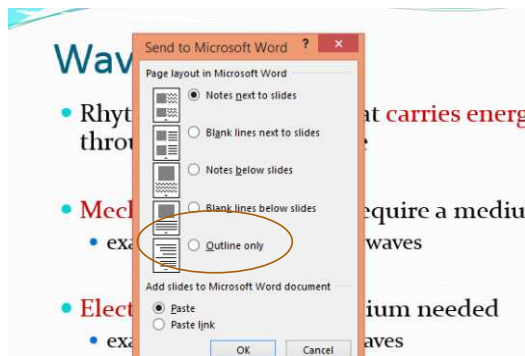 Send to Microsoft Word ?
Wav
Page layout in Microsoft Word
Notes next to slides
Rhyt at carries energ
Blank lines next to slides
throu
Notes below slides
Mecl Blank lines below slides equire a mediu
exa Outline only waves
Add slides to Microsoft Word document
Elect Paste ium needed
Paste link
exa OK Cancel aves